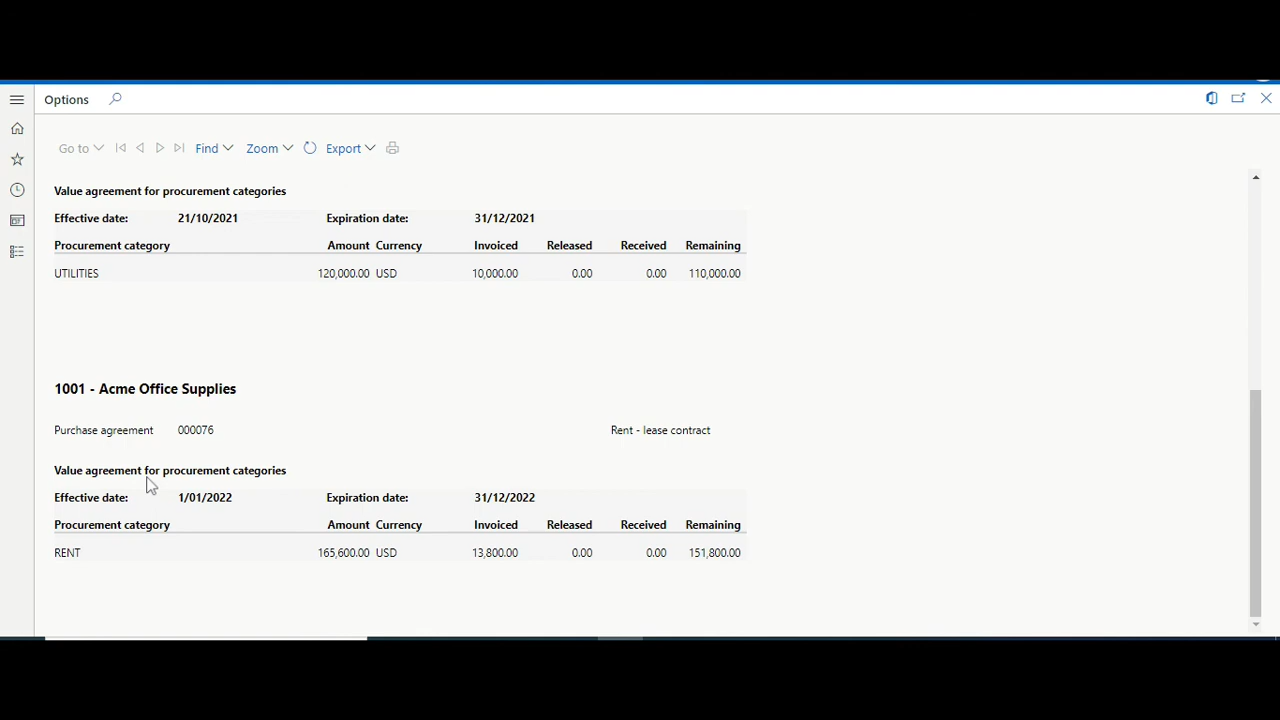 Options
Go to Find Zoom Export
Value agreement for procurement categories
Effective date: 21/10/2021 Expiration date: 31/12/2021
Procurement category Amount Currency Invoiced Released Received Remaining
UTILITIES 120,000.00 USD 10,000.00 0.00 0.00 110,000.00
1001 - Acme Office Supplies
Purchase agreement 000076 Rent - lease contract
Value agreement for procurement categories
Effective date: 1/01/2022 Expiration date: 31/12/2022
Procurement category Amount Currency Invoiced Released Received Remaining
RENT 165,600.00 USD 13,800.00 0.00 0.00 151,800.00